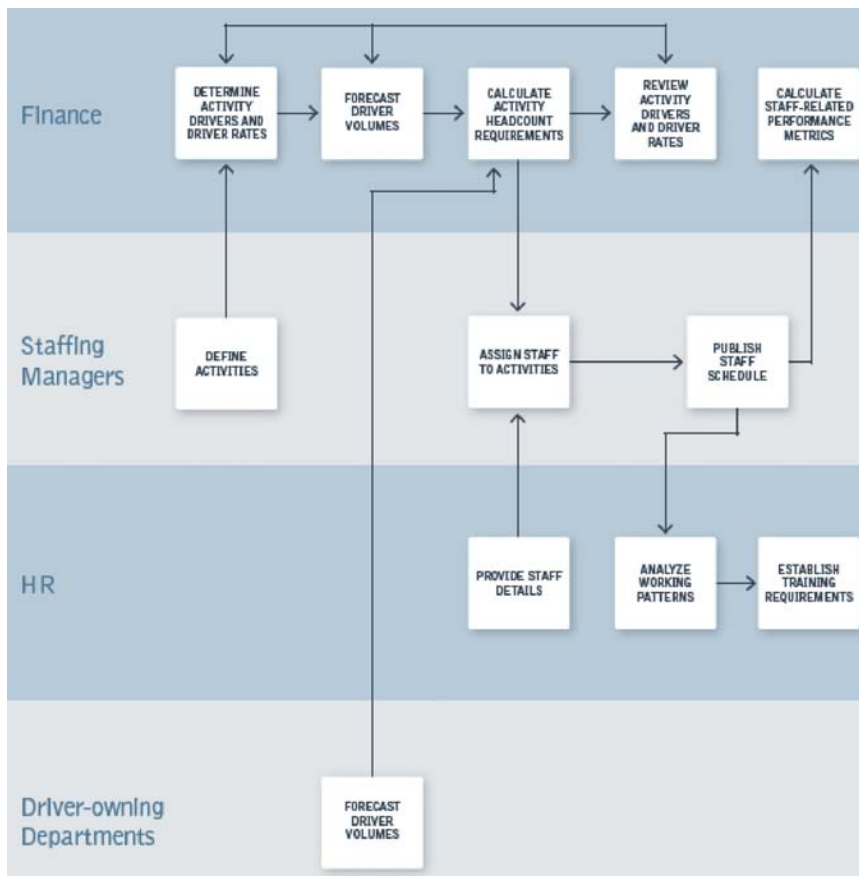 Finance
DETERMINE
ACTIVITY
DRIVERS AND
DRIVER RATES
FORECAST
DRIVER
VOLUMES
CALCULATE
ACTIVITY
HEADCOUNT
REQUIREMENTS
REVIEW
ACTIVITY
DRIVERS
AND DRIVER
RATES
CALCULATE
STAFF-RELATED
PERFORMANCE
METRICS
Staffing
Managers
DEFINE
ACTIVITIES
ASSIGN STAFF
TO ACTIVITIES
PUBLISH
STAFF
SCHEDULE
HR
PROVIDE STAFF
DETAILS
ANALYZE
WORKING
PATTERNS
ESTABLISH
TRAINING
REQUIREMENTS
Driver-owning
Departments
FORECAST
DRIVER
VOLUMES